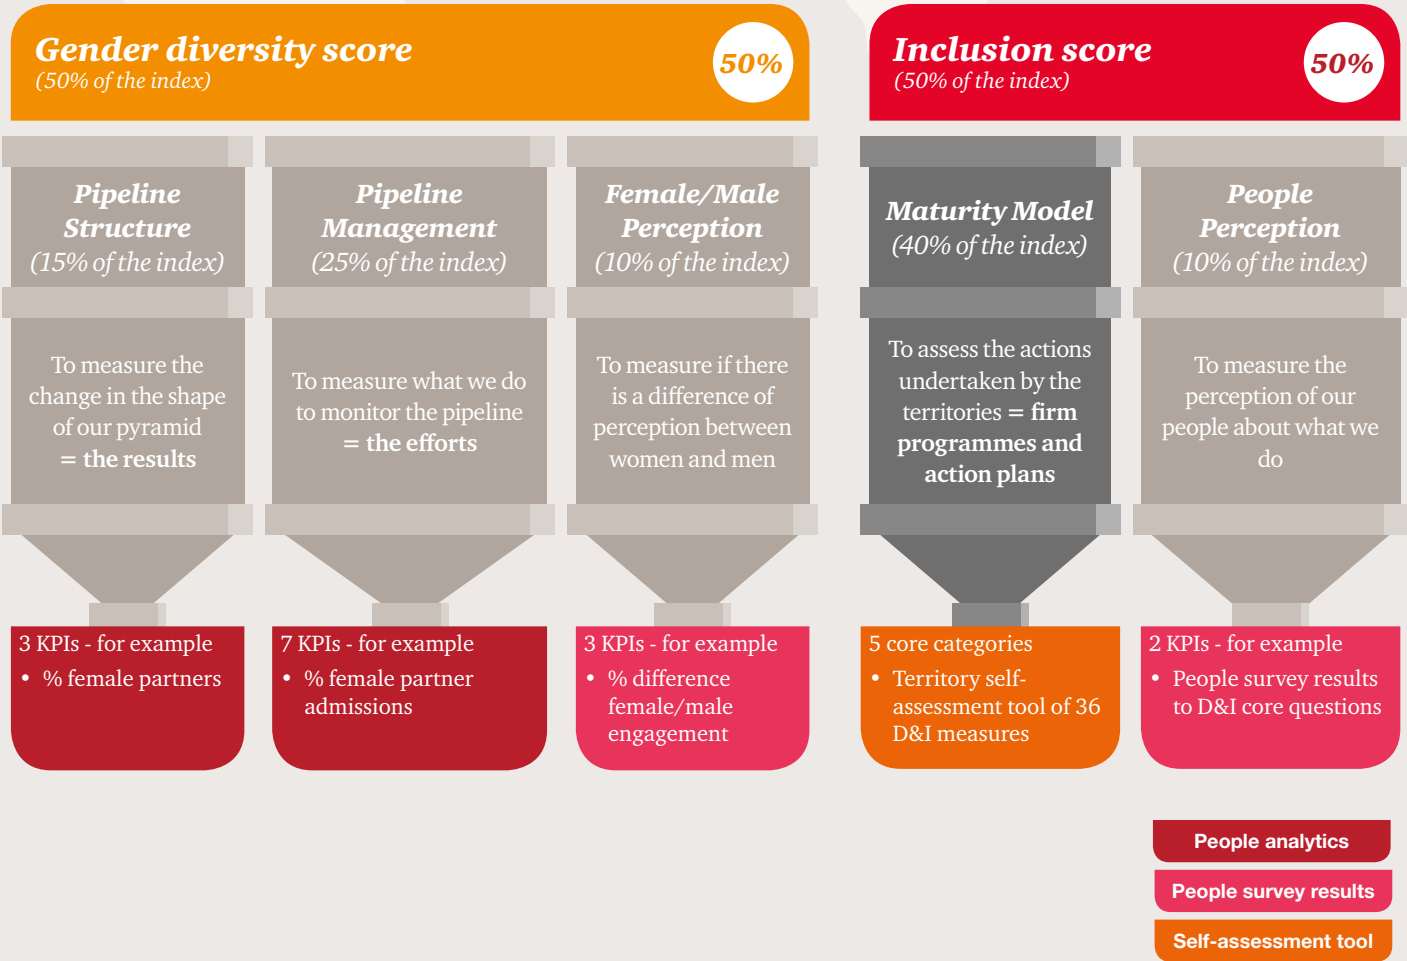 Gender diversity score
(50% of the index)
50%
Inclusion score
(50% of the index)
50%
Pipeline
Structure
(15% of the index)
To measure the
change in the shape
of our pyramid
= the results
3 KPIs - for example
• % female partners
Pipeline
Management
(25% of the index)
To measure what we do
to monitor the pipeline
= the efforts
7 KPIs - for example
• % female partner
admissions
Female/Male
Perception
(10% of the index)
To measure if there
is a difference of
perception between
women and men
3 KPIs - for example
• % difference
female/male
engagement
Maturity Model
(40% of the index)
To assess the actions
undertaken by the
territories = firm
programmes and
action plans
5 core categories
• Territory self-
assessment tool of 36
D&I measures
People
Perception
(10% of the index)
To measure the
perception of our
people about what we
do
2 KPIs - for example
• People survey results
to D&I core questions
People analytics
People survey results
Self-assessment tool